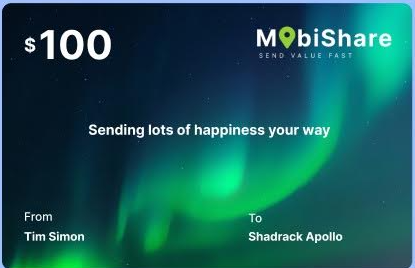 $100
MobiShare
SEND VALUE FAST
Sending lots of happiness your way
From
Tim Simon
To
Shadrack Apollo